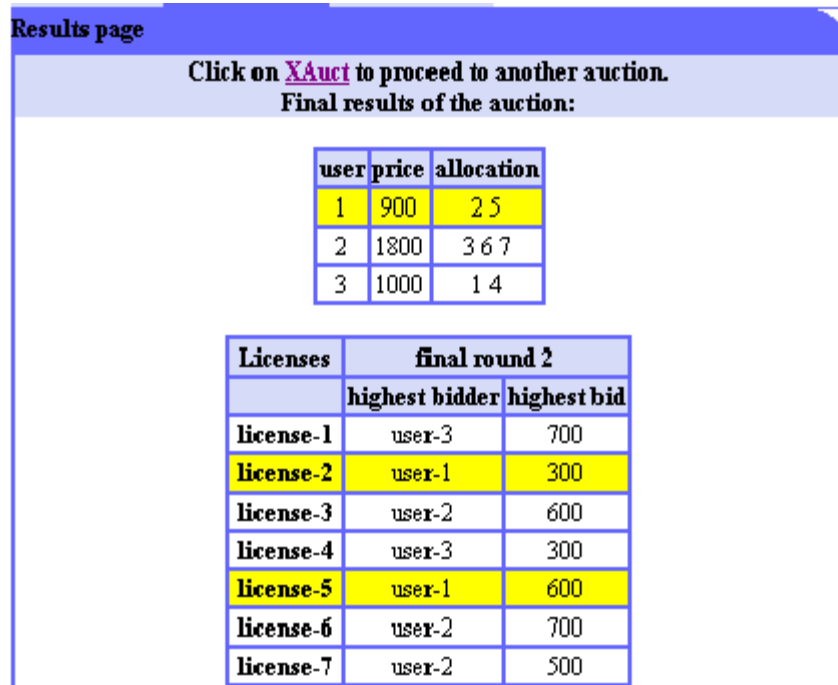 Results page
Click on XAuct to proceed to another auction.
Final results of the auction:
user price allocation
1 900 2 5
2 1800 3 6 7
3 1000 1 4
Licenses final round 2
highest bidder highest bid
license-1 user-3 700
license-2 user-1 300
license-3 user-2 600
license-4 user-3 300
license-5 user-1 600
license-6 user-2 700
license-7 user-2 500